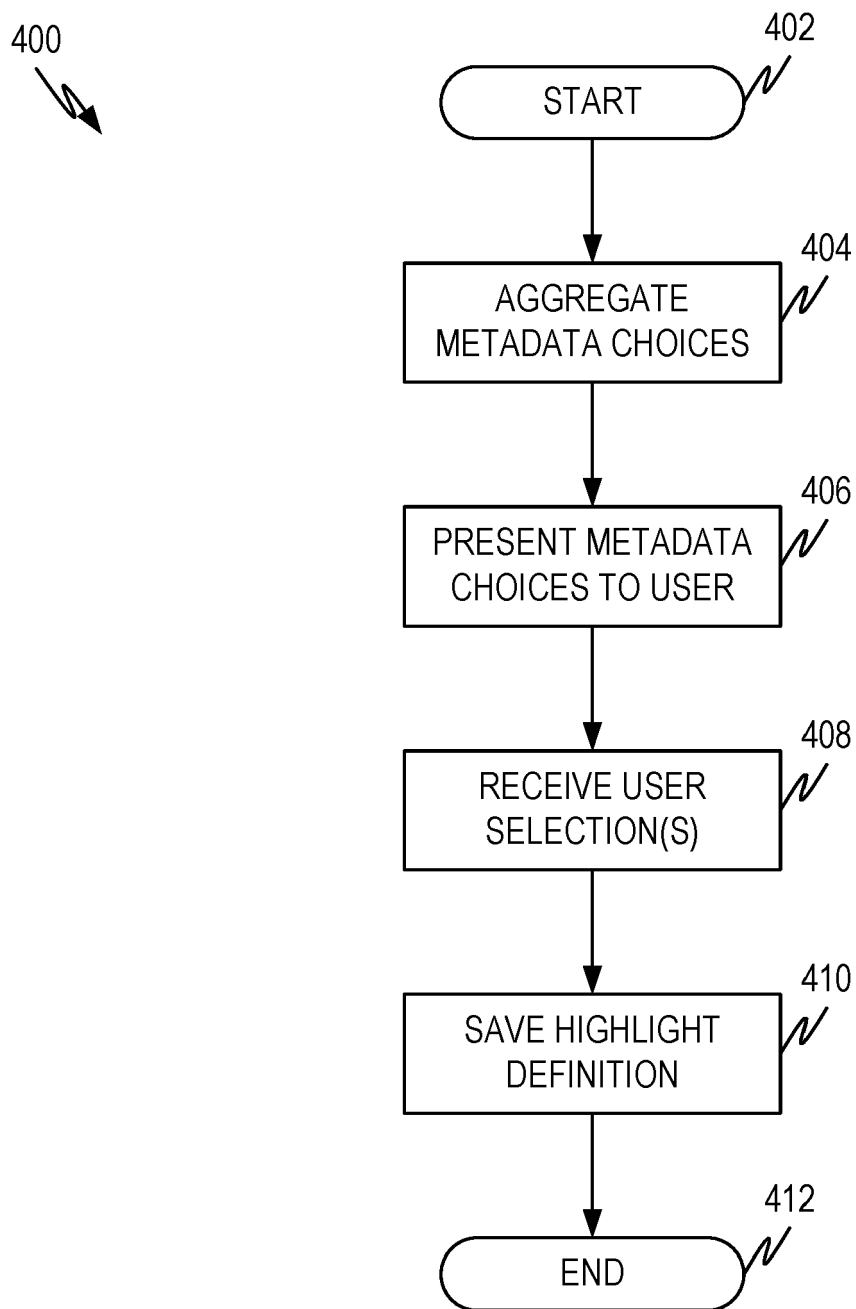 400
402
START
404
AGGREGATE
METADATA CHOICES
406
PRESENT METADATA
CHOICES TO USER
408
RECEIVE USER
SELECTION(S)
410
SAVE HIGHLIGHT
DEFINITION
412
END